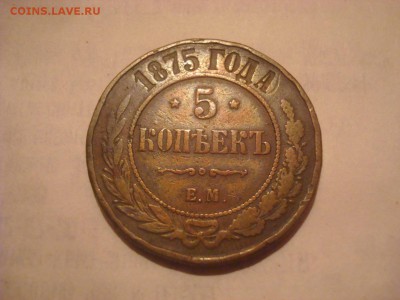 COINS.LAVE.RU
1875 ГОДА
* 5 *
КОПѢЕКЪ
Е.М.